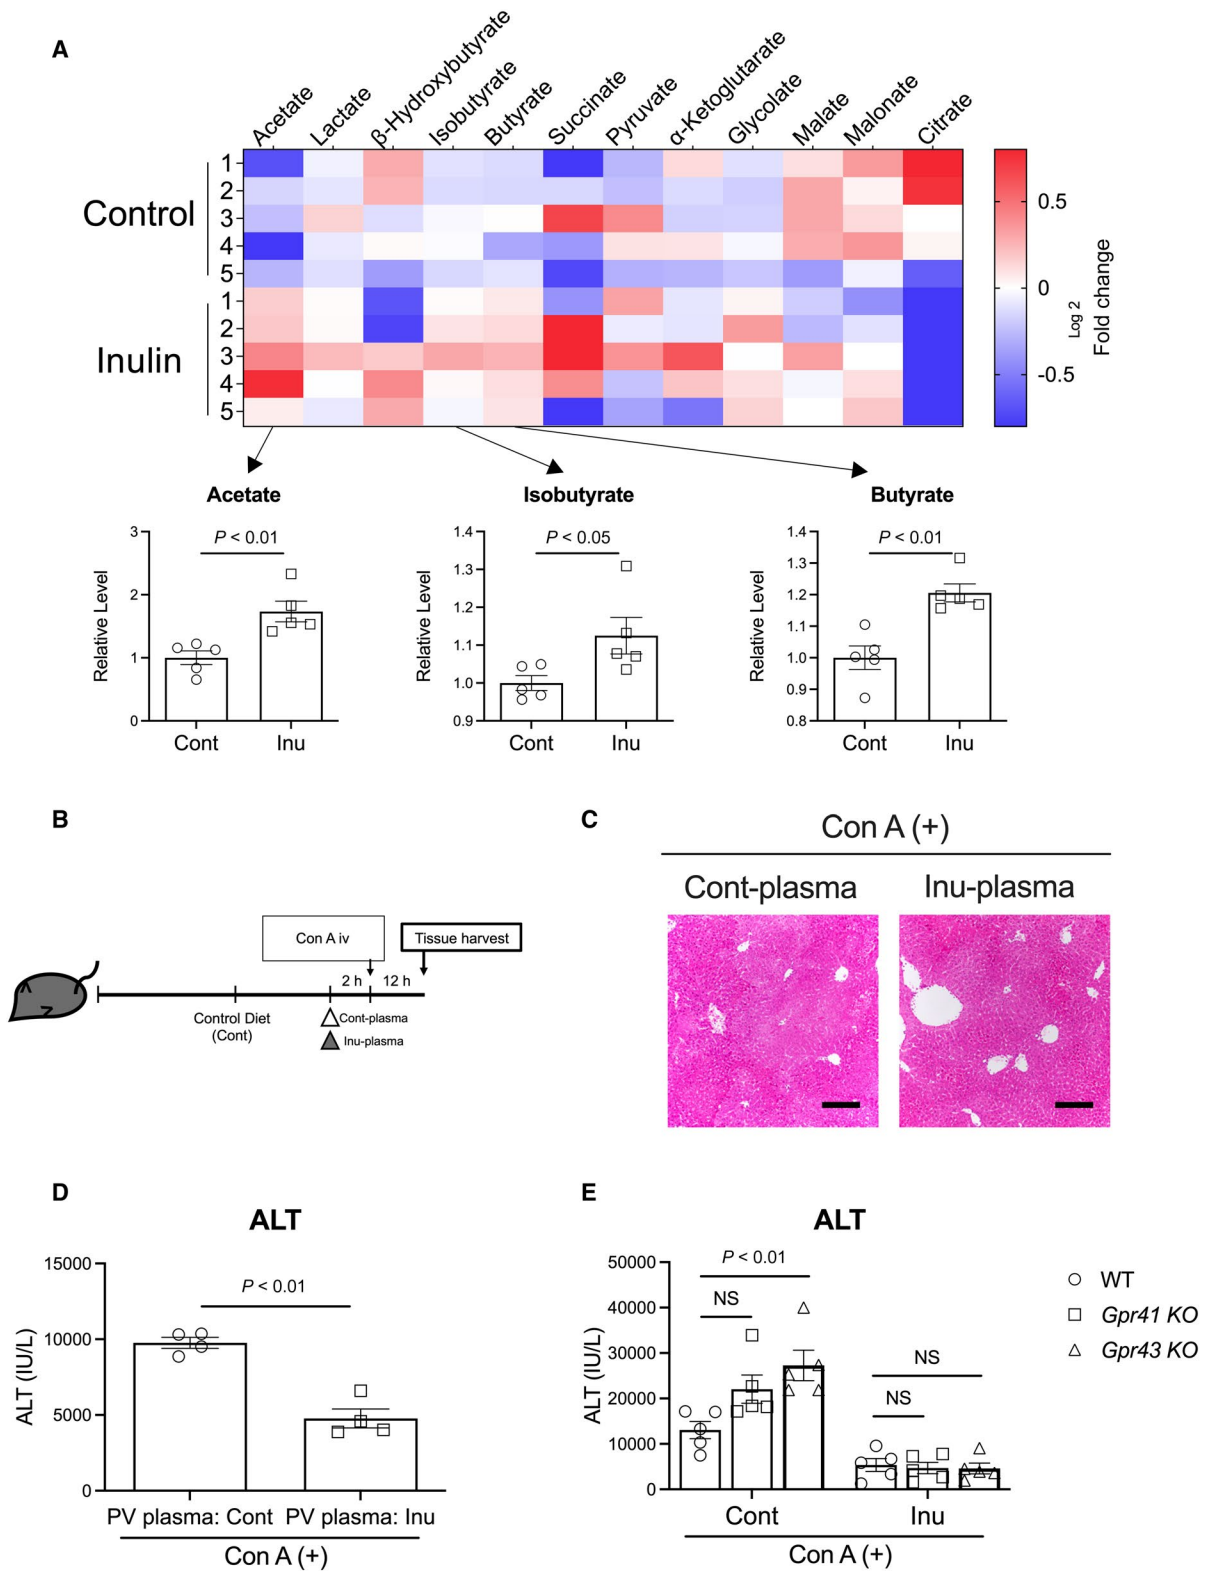 A
Acetate
Lactate
β-Hydroxybutyrate
Isobutyrate
Butyrate
Succinate
Pyruvate
α-Ketoglutarate
Glycolate
Malate
Malonate
Citrate
Control
1
2
3
4
5
Inulin
1
2
3
4
5
0.5
0
-0.5
Log 2
Fold change
Acetate
P < 0.01
Relative Level
3
2
1
0
Cont Inu
Isobutyrate
P < 0.05
Relative Level
1.4
1.3
1.2
1.1
1.0
0.9
Cont Inu
Butyrate
P < 0.01
Relative Level
1.4
1.3
1.2
1.1
1.0
0.9
0.8
Cont Inu
B
Con A iv
Tissue harvest
2 h 12 h
Control Diet
(Cont)
Cont-plasma
Inu-plasma
C
Con A (+)
Cont-plasma Inu-plasma
D
ALT
P < 0.01
ALT (IU/L)
15000
10000
5000
0
PV plasma: Cont PV plasma: Inu
Con A (+)
E
ALT
P < 0.01
NS
NS
NS
ALT (IU/L)
50000
40000
30000
20000
10000
0
Cont Inu
Con A (+)
WT
Gpr41 KO
Gpr43 KO